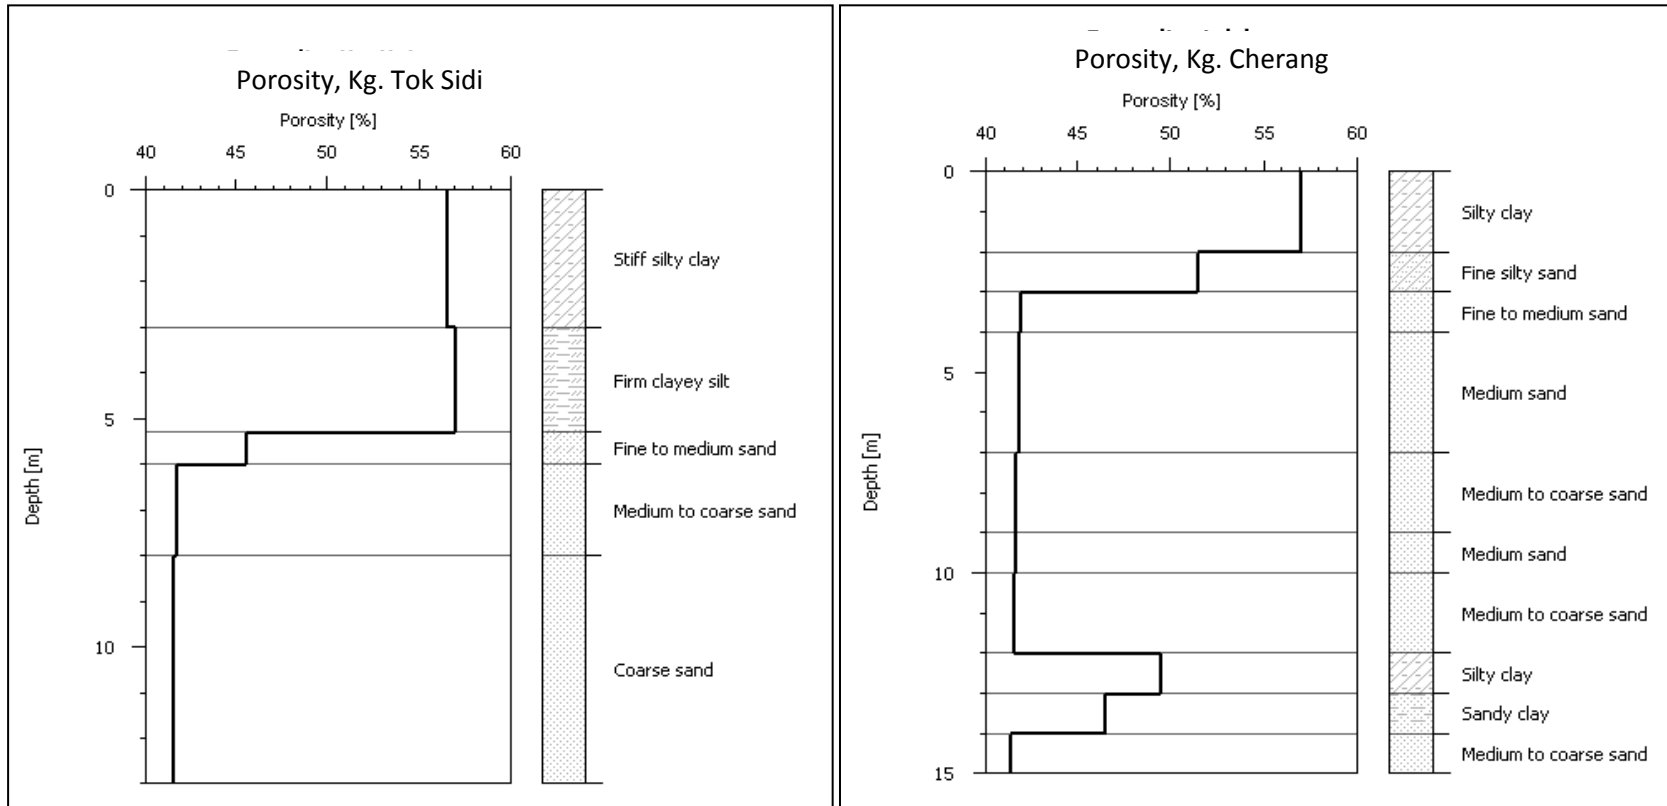 Porosity, Kg. Tok Sidi
Porosity [%]
40 45 50 55 60
0
5
10
Depth [m]
Stiff silty clay
Firm clayey silt
Fine to medium sand
Medium to coarse sand
Coarse sand
Porosity, Kg. Cherang
Porosity [%]
40 45 50 55 60
0
5
10
15
Depth [m]
Silty clay
Fine silty sand
Fine to medium sand
Medium sand
Medium to coarse sand
Medium sand
Medium to coarse sand
Silty clay
Sandy clay
Medium to coarse sand